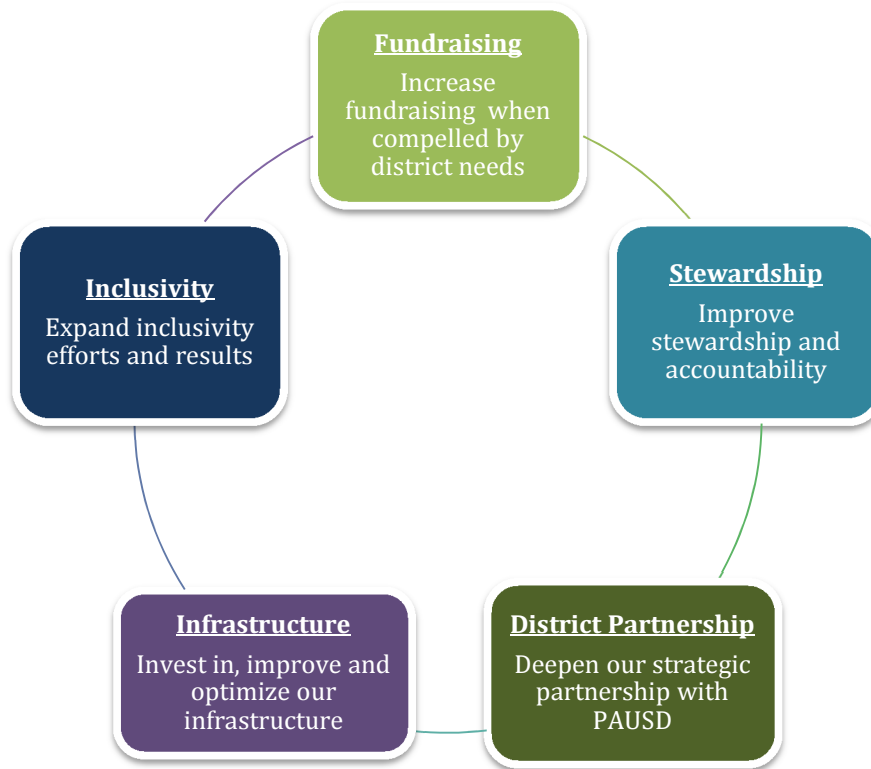 Fundraising
Increase
fundraising  when
compelled by
district needs
Stewardship
Improve
stewardship and
accountability
District Partnership
Deepen our strategic
partnership with
PAUSD
Infrastructure
Invest in, improve and
optimize our
infrastructure
Inclusivity
Expand inclusivity
efforts and results